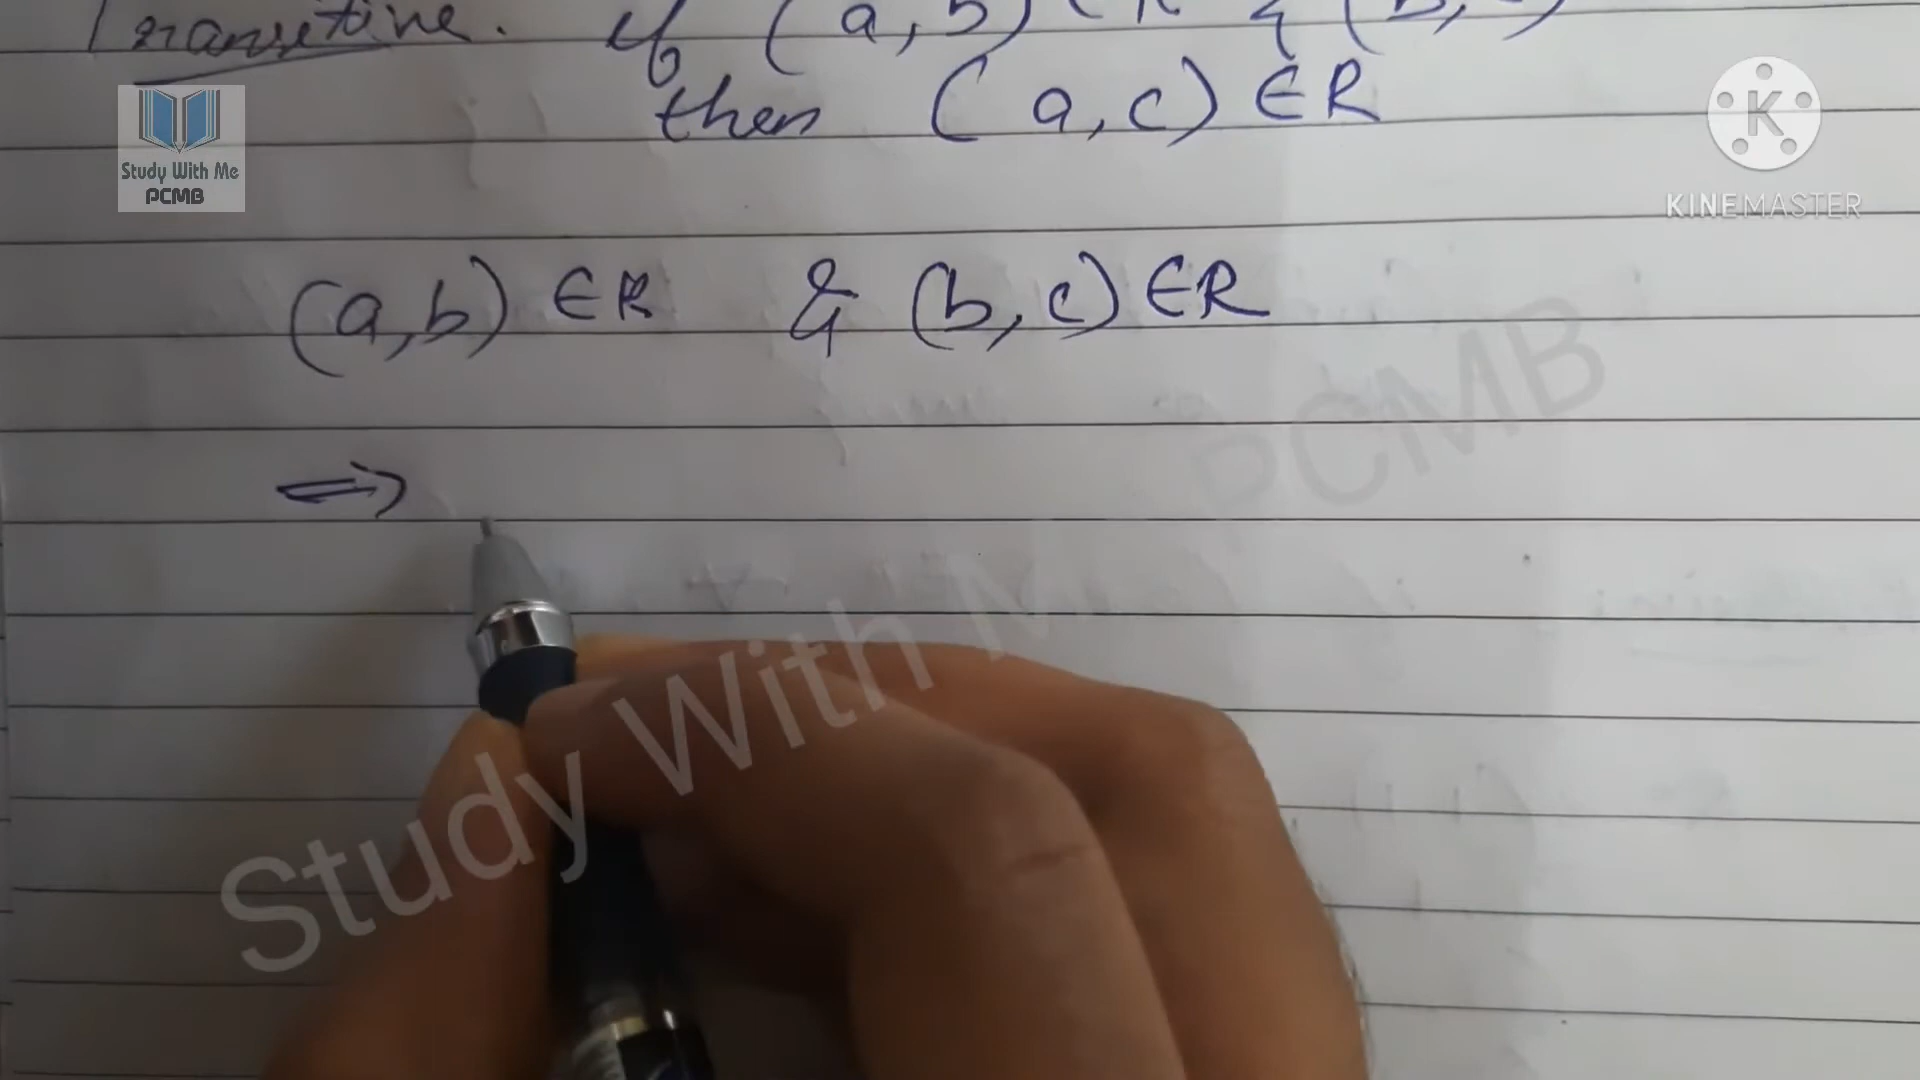 Transitive. if (a,b) ∈ R & (b,c)
then (a,c) ∈ R
Study With Me
PCMB
K
KINEMASTER
(a,b) ∈ R & (b,c) ∈ R
⇒
Study With Me PCMB